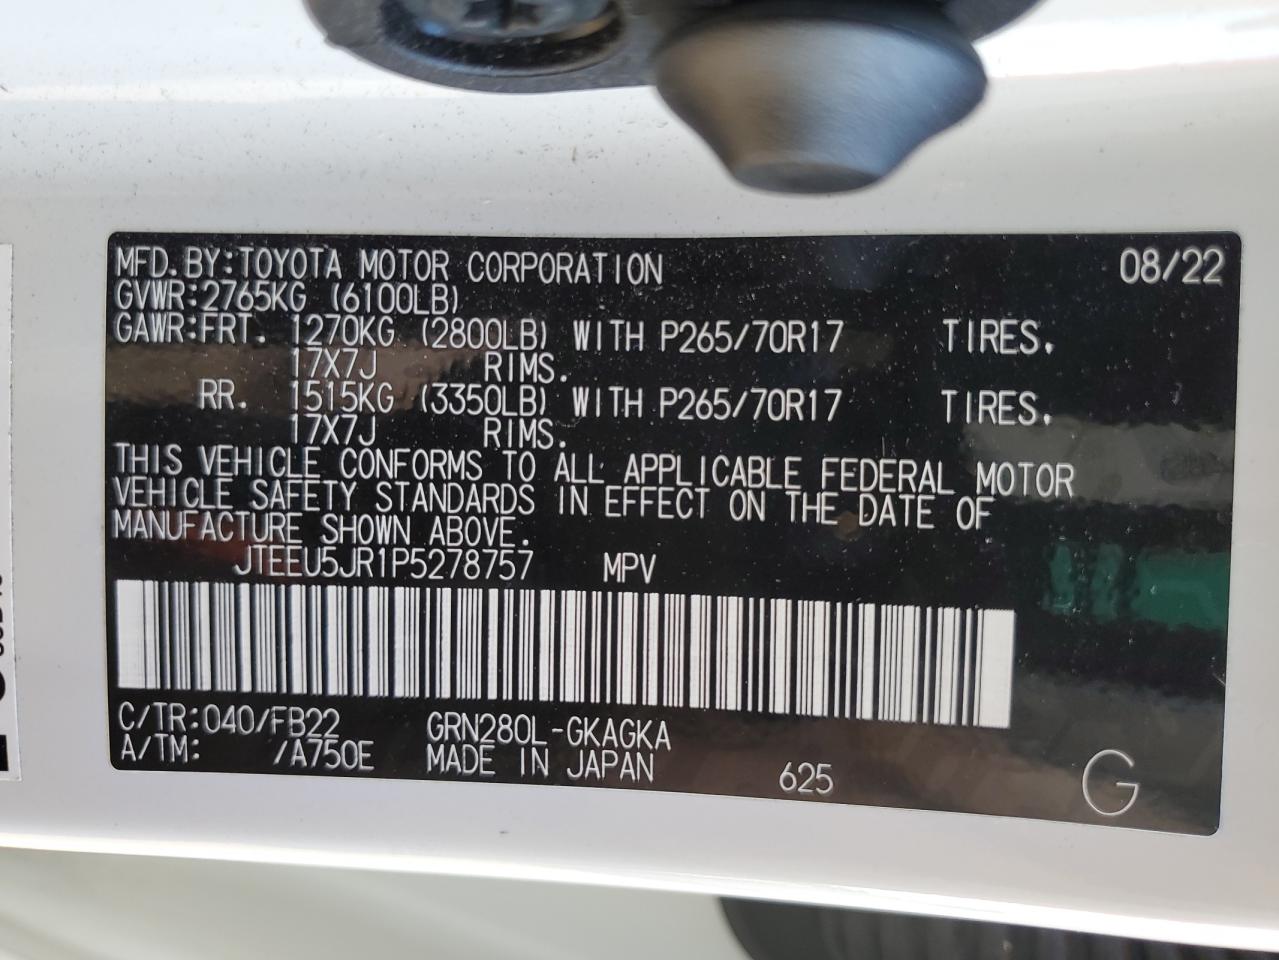 MFD.BY:TOYOTA MOTOR CORPORATION 08/22
GVWR:2765KG (6100LB)
GAWR:FRT. 1270KG (2800LB) WITH P265/70R17 TIRES.
17X7J RIMS.
RR. 1515KG (3350LB) WITH P265/70R17 TIRES.
17X7J RIMS.
THIS VEHICLE CONFORMS TO ALL APPLICABLE FEDERAL MOTOR
VEHICLE SAFETY STANDARDS IN EFFECT ON THE DATE OF
MANUFACTURE SHOWN ABOVE.
JTEEU5JR1P5278757 MPV
C/TR:040/FB22 GRN280L-GKAGKA
A/TM: /A750E MADE IN JAPAN 625 G